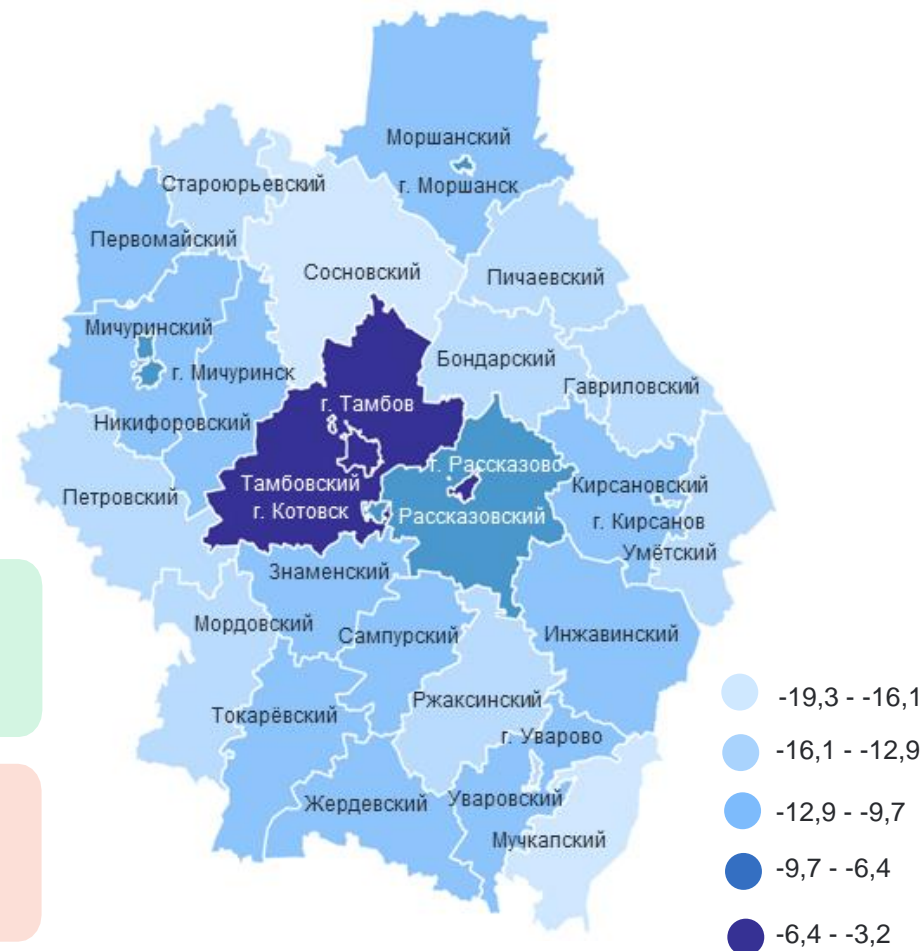 Моршанский
г. Моршанск
Староюрьевский
Первомайский
Сосновский
Пичаевский
Мичуринский
г. Мичуринск
Бондарский
Гавриловский
Никифоровский
г. Тамбов
Петровский
Тамбовский
г. Котовск
г. Рассказово
Рассказовский
Кирсановский
г. Кирсанов
Умётский
Знаменский
Мордовский
Сампурский
Инжавинский
Ржаксинский
Токарёвский
г. Уварово
Жердевский
Уваровский
Мучкапский
-19,3 - -16,1
-16,1 - -12,9
-12,9 - -9,7
-9,7 - -6,4
-6,4 - -3,2